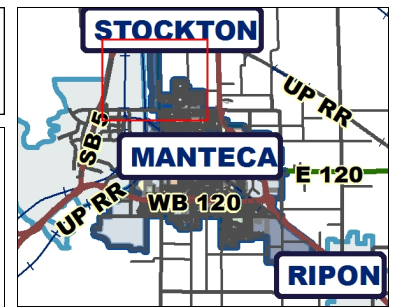 STOCKTON
UP RR
SB 5
MANTECA
E 120
UP RR
WB 120
RIPON